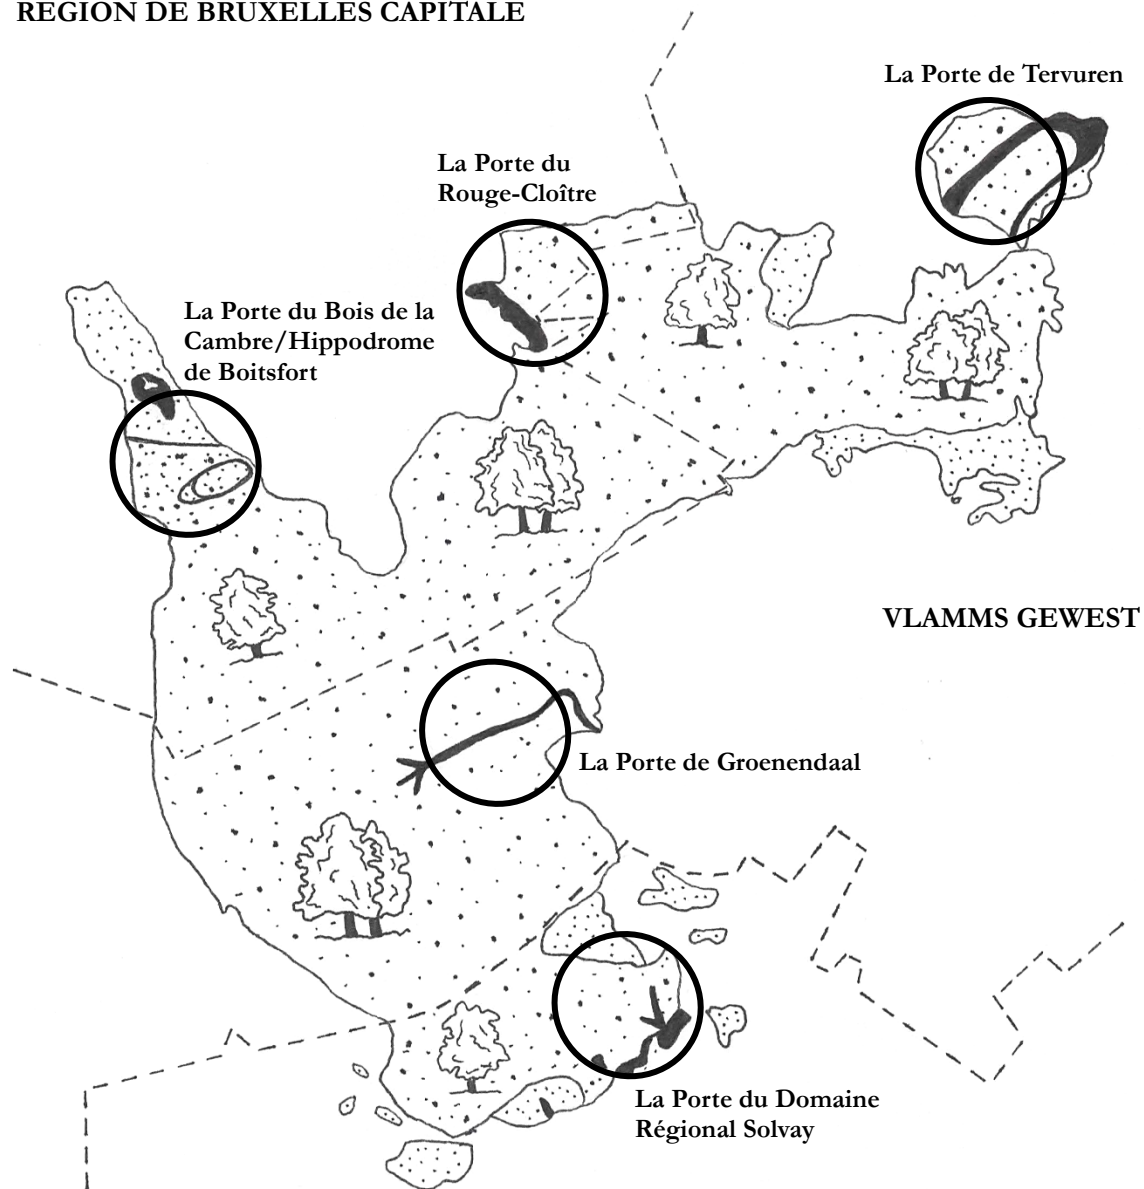 REGION DE BRUXELLES CAPITALE
La Porte de Tervuren
La Porte du
Rouge-Cloître
La Porte du Bois de la
Cambre/Hippodrome
de Boitsfort
VLAMMS GEWEST
La Porte de Groenendaal
La Porte du Domaine
Régional Solvay